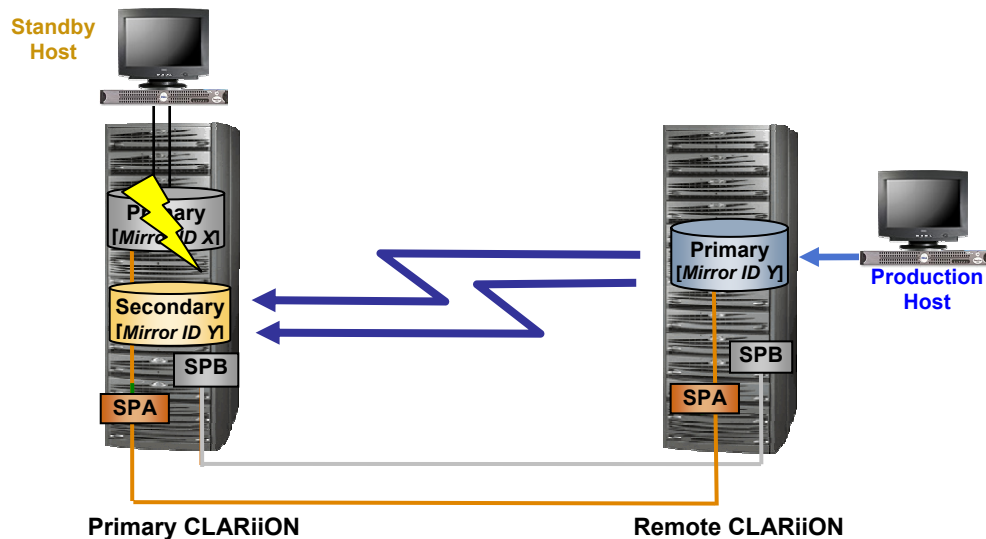 Standby
Host
Primary
[Mirror ID X]
Secondary
[Mirror ID Y]
SPB
SPA
Primary CLARiiON
Primary
[Mirror ID Y]
SPB
SPA
Remote CLARiiON
Production
Host